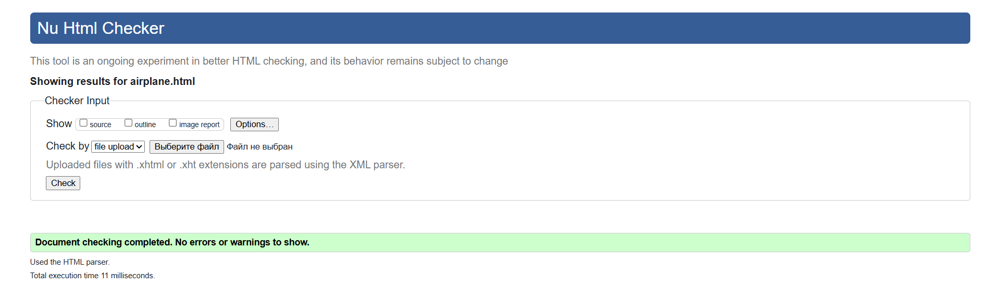 Nu Html Checker
This tool is an ongoing experiment in better HTML checking, and its behavior remains subject to change
Showing results for airplane.html
Checker Input
Show source outline image report Options…
Check by file upload Выберите файл Файл не выбран
Uploaded files with .xhtml or .xht extensions are parsed using the XML parser.
Check
Document checking completed. No errors or warnings to show.
Used the HTML parser.
Total execution time 11 milliseconds.